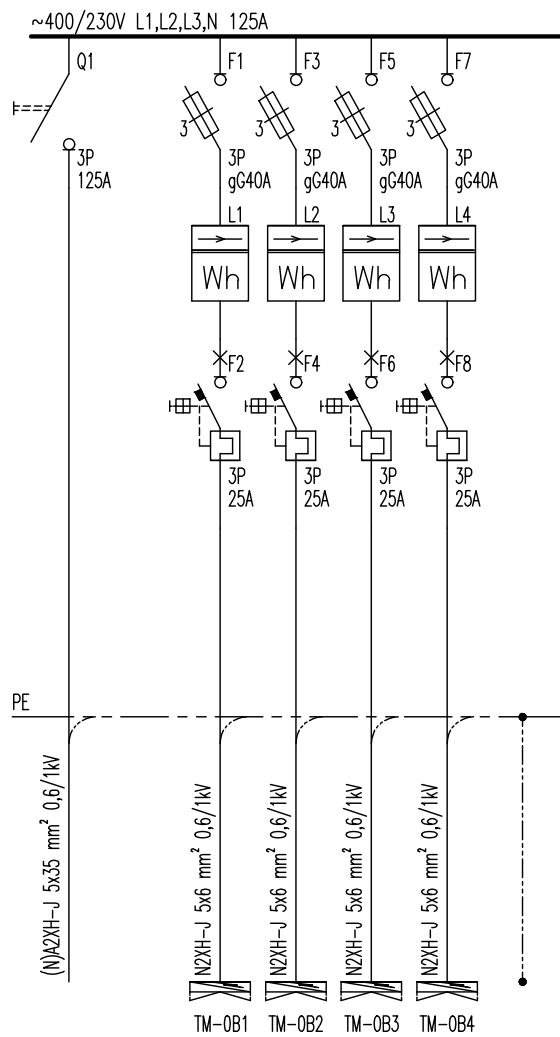 ~400/230V L1,L2,L3,N 125A
Q1
3P
125A
F1
3
3P
gG40A
L1
Wh
F2
3P
25A
F3
3
3P
gG40A
L2
Wh
F4
3P
25A
F5
3
3P
gG40A
L3
Wh
F6
3P
25A
F7
3
3P
gG40A
L4
Wh
F8
3P
25A
PE
(N)A2XH-J 5x35 mm² 0,6/1kV
N2XH-J 5x6 mm² 0,6/1kV
N2XH-J 5x6 mm² 0,6/1kV
N2XH-J 5x6 mm² 0,6/1kV
N2XH-J 5x6 mm² 0,6/1kV
TM-0B1
TM-0B2
TM-0B3
TM-0B4